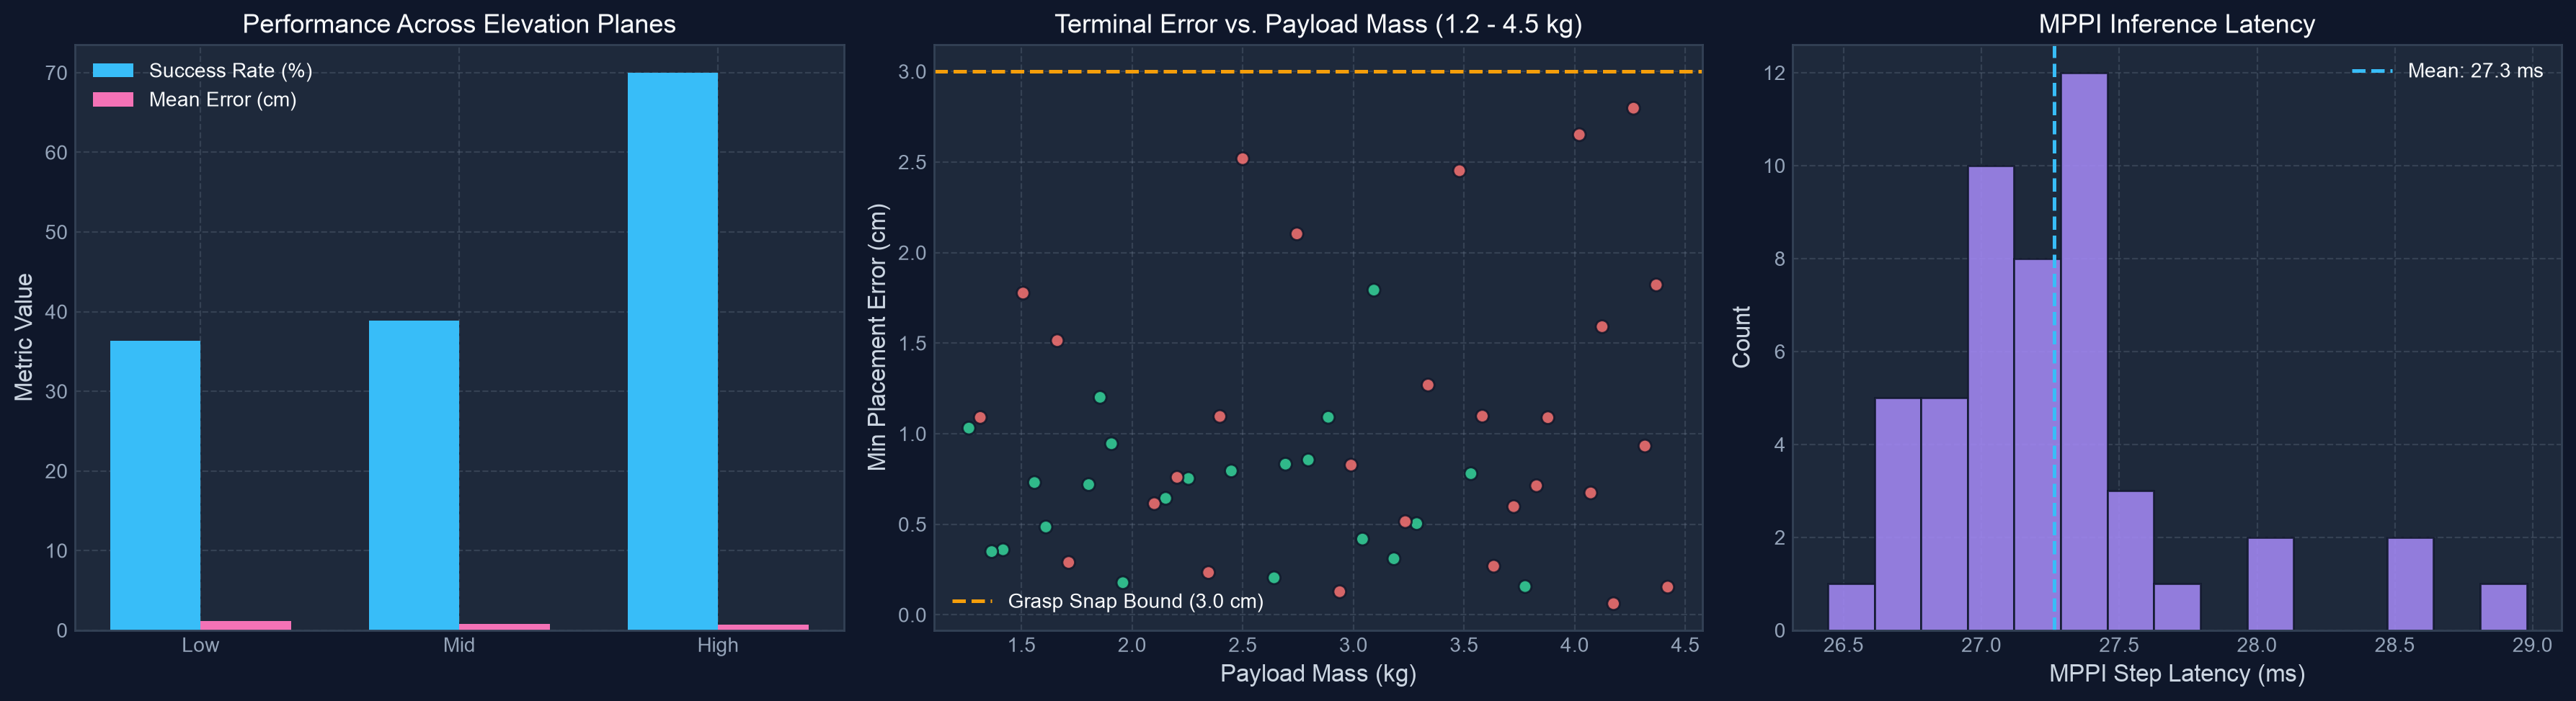 Performance Across Elevation Planes
Success Rate (%)
Mean Error (cm)
Metric Value
70
60
50
40
30
20
10
0
Low
Mid
High
Terminal Error vs. Payload Mass (1.2 - 4.5 kg)
Min Placement Error (cm)
3.0
2.5
2.0
1.5
1.0
0.5
0.0
Grasp Snap Bound (3.0 cm)
1.5
2.0
2.5
3.0
3.5
4.0
4.5
Payload Mass (kg)
MPPI Inference Latency
Mean: 27.3 ms
Count
12
10
8
6
4
2
0
26.5
27.0
27.5
28.0
28.5
29.0
MPPI Step Latency (ms)